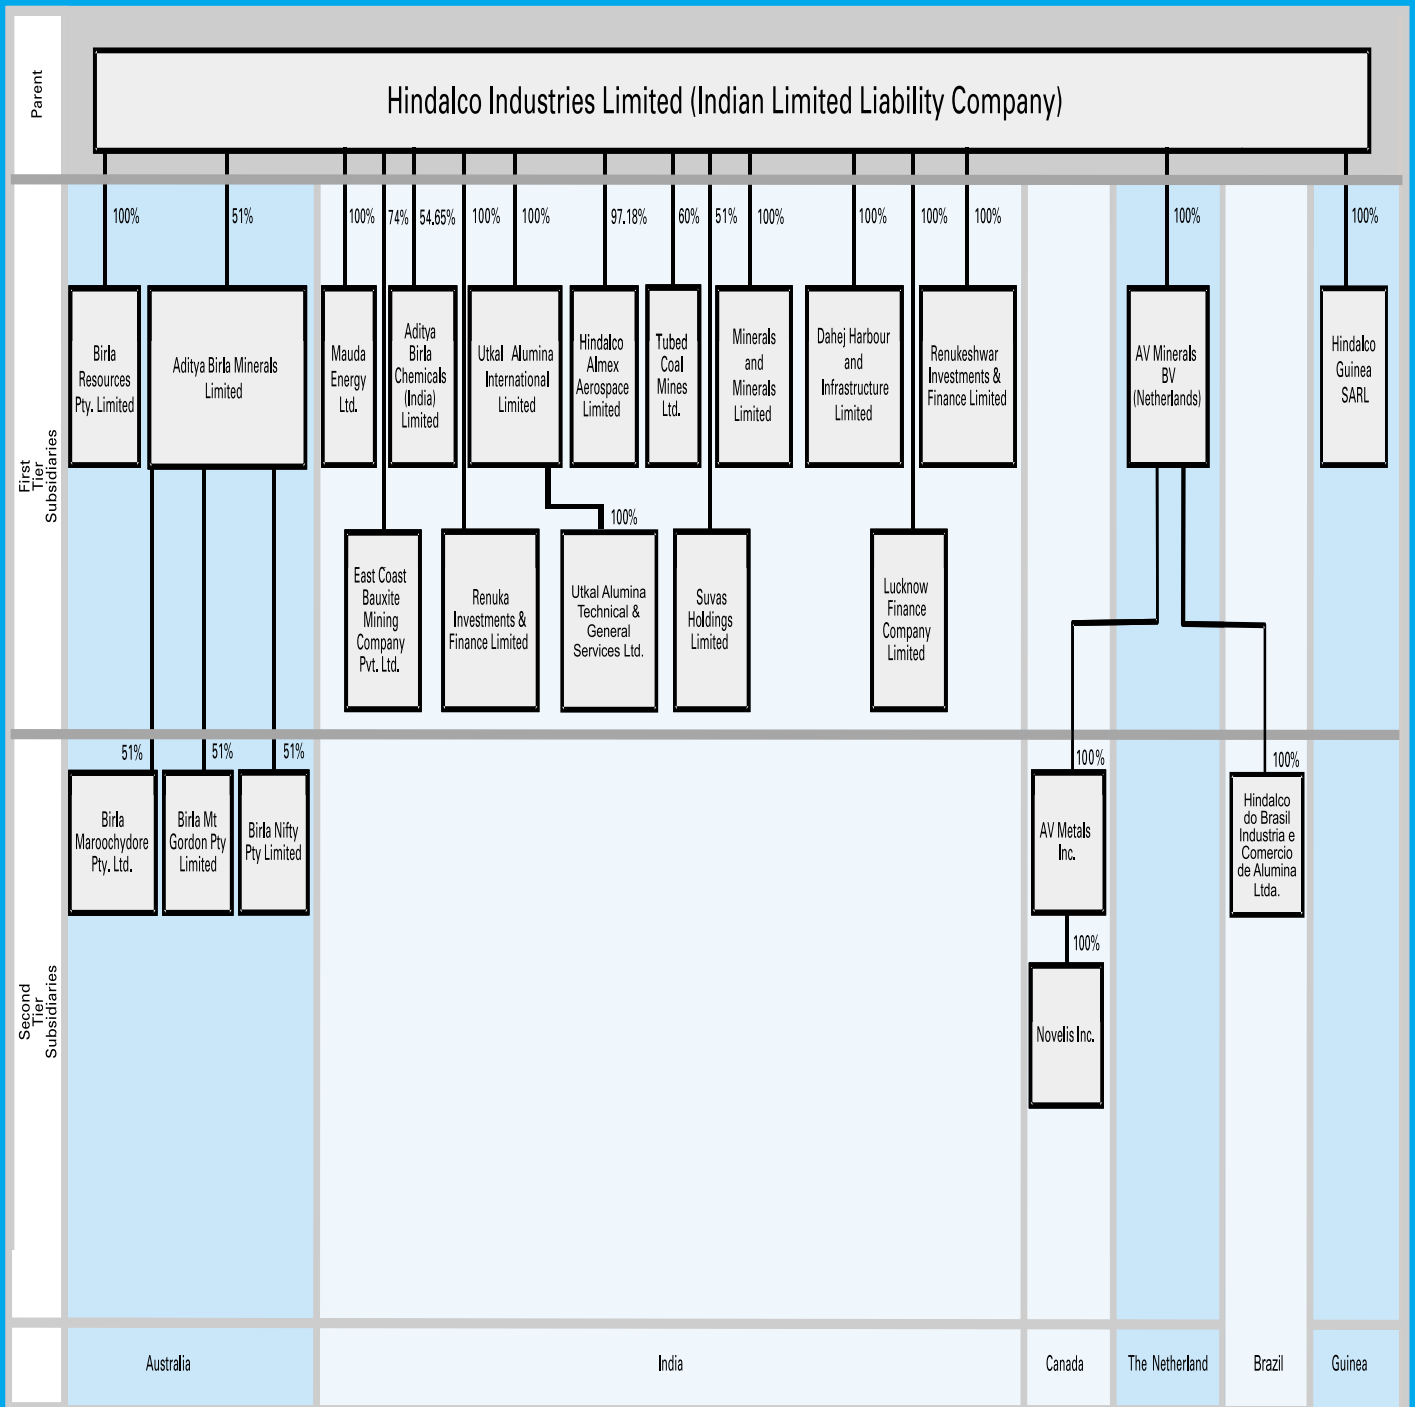 Parent
Hindalco Industries Limited (Indian Limited Liability Company)
100%
51%
100%
74%
54.65%
100%
100%
97.18%
60%
51%
100%
100%
100%
100%
100%
100%
First
Tier
Subsidiaries
Birla
Resources
Pty. Limited
Aditya Birla Minerals
Limited
Mauda
Energy
Ltd.
Aditya
Birla
Chemicals
(India)
Limited
Utkal Alumina
International
Limited
Hindalco
Almex
Aerospace
Limited
Tubed
Coal
Mines
Ltd.
Minerals
and
Minerals
Limited
Dahej Harbour
and
Infrastructure
Limited
Renukeshwar
Investments &
Finance Limited
AV Minerals
BV
(Netherlands)
Hindalco
Guinea
SARL
100%
East Coast
Bauxite
Mining
Company
Pvt. Ltd.
Renuka
Investments &
Finance Limited
Utkal Alumina
Technical &
General
Services Ltd.
Suvas
Holdings
Limited
Lucknow
Finance
Company
Limited
51%
51%
51%
100%
100%
Second
Tier
Subsidiaries
Birla
Maroochydore
Pty. Ltd.
Birla Mt
Gordon Pty
Limited
Birla Nifty
Pty Limited
AV Metals
Inc.
Hindalco
do Brasil
Industria e
Comercio
de Alumina
Ltda.
100%
Novelis Inc.
Australia
India
Canada
The Netherland
Brazil
Guinea